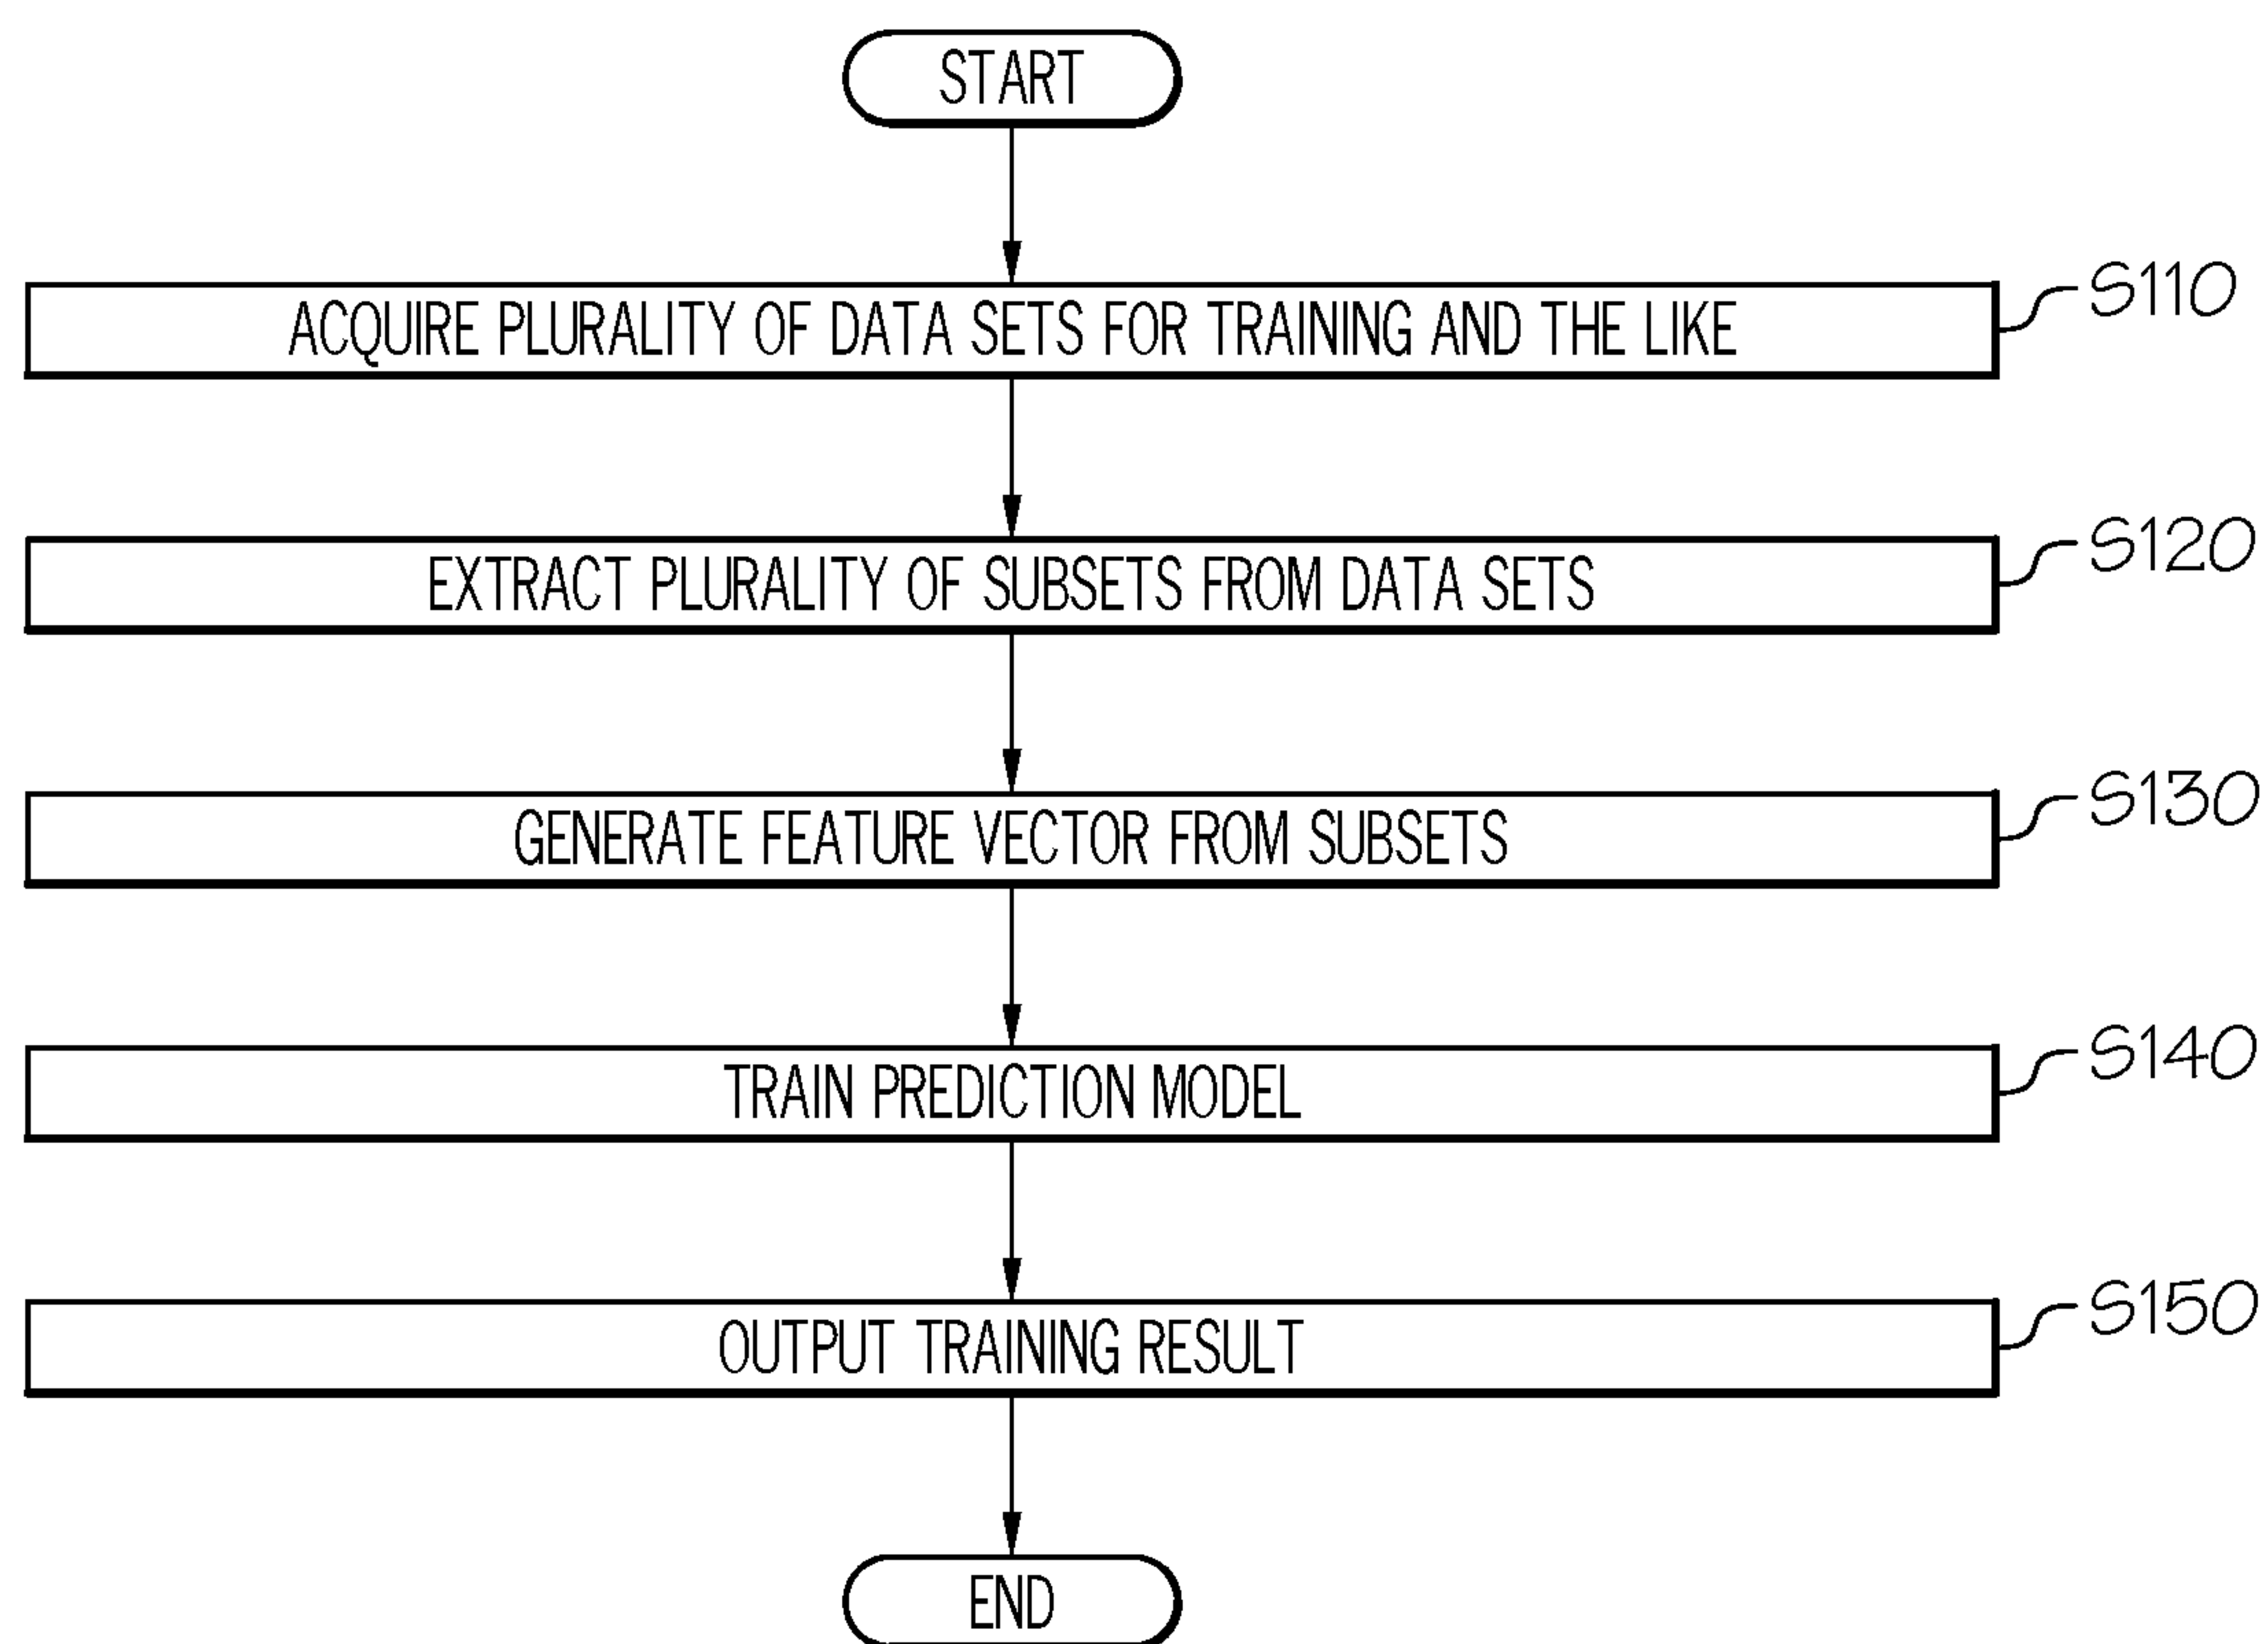 START
ACQUIRE PLURALITY OF DATA SETS FOR TRAINING AND THE LIKE
S110
EXTRACT PLURALITY OF SUBSETS FROM DATA SETS
S120
GENERATE FEATURE VECTOR FROM SUBSETS
S130
TRAIN PREDICTION MODEL
S140
OUTPUT TRAINING RESULT
S150
END